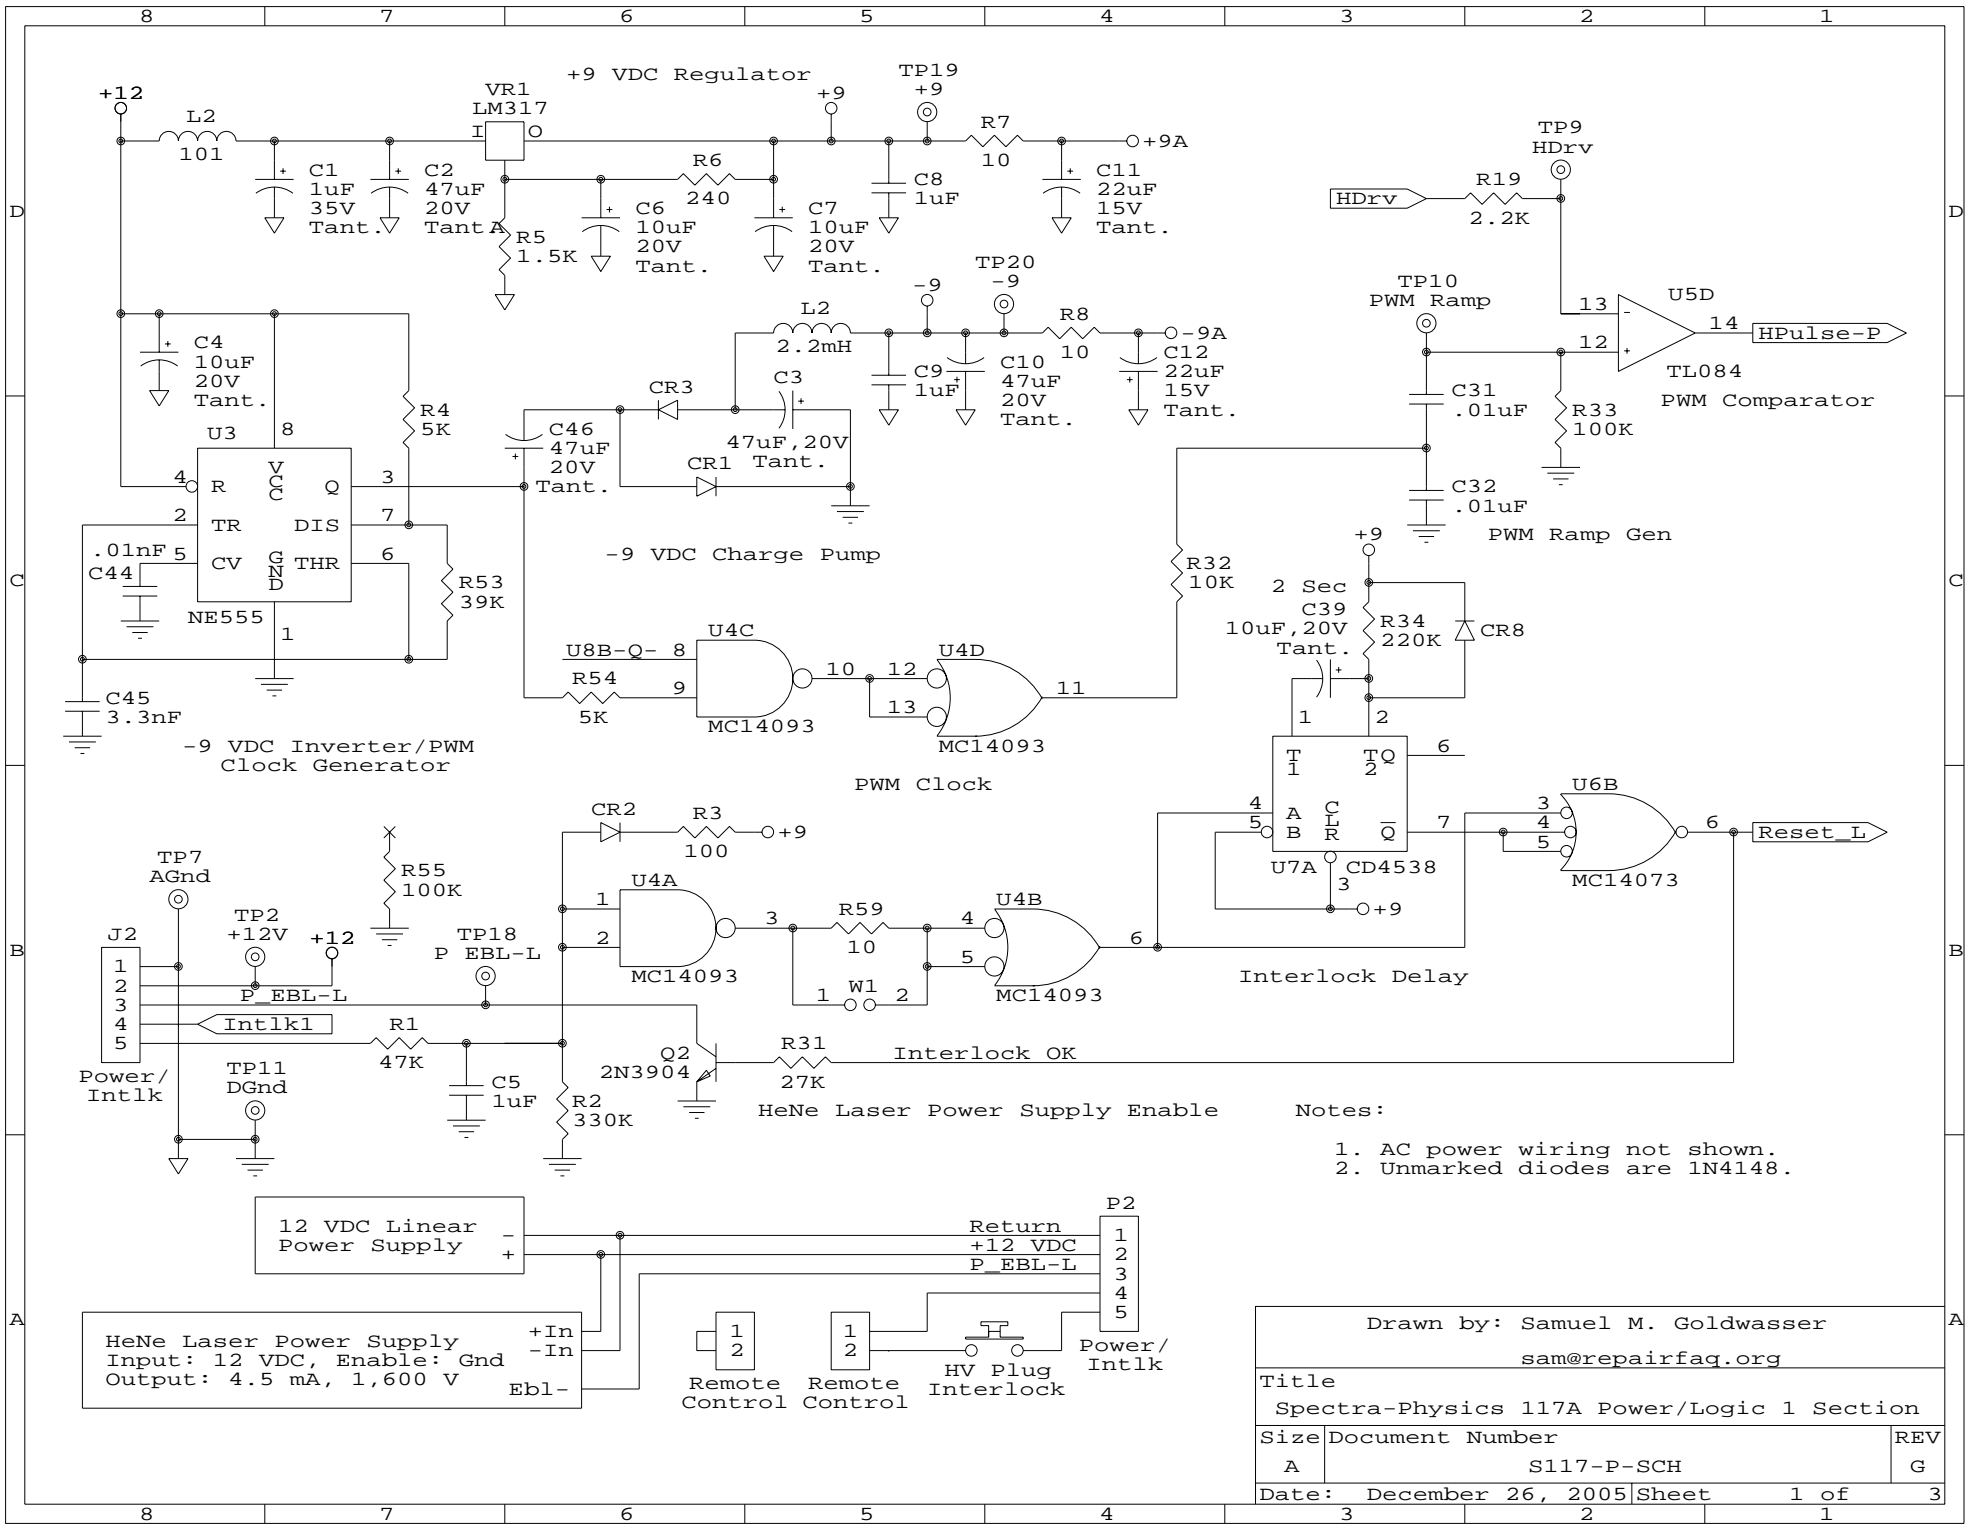 8 7 6 5 4 3 2 1
D
C
B
A
D
C
B
A
+9 VDC Regulator
+12
L2
101
VR1
LM317
I
O
+9
TP19
+9
R7
10
+9A
C1
1uF
35V
Tant.
C2
47uF
20V
Tant.
A
R5
1.5K
C6
10uF
20V
Tant.
R6
240
C7
10uF
20V
Tant.
C8
1uF
C11
22uF
15V
Tant.
TP9
HDrv
HDrv
R19
2.2K
TP10
PWM Ramp
13
12
-
+
U5D
14
HPulse-P
TL084
PWM Comparator
C31
.01uF
R33
100K
C32
.01uF
PWM Ramp Gen
C4
10uF
20V
Tant.
R4
5K
U3
8
VCC
4
R
Q
3
2
TR
DIS
7
5
CV
GND
THR
6
.01nF
C44
NE555
1
R53
39K
C45
3.3nF
-9 VDC Inverter/PWM
Clock Generator
C46
47uF
20V
Tant.
CR3
CR1
C3
47uF,20V
Tant.
L2
2.2mH
-9
TP20
-9
R8
10
-9A
C9
1uF
C10
47uF
20V
Tant.
C12
22uF
15V
Tant.
-9 VDC Charge Pump
U8B-Q-
8
R54
5K
9
U4C
10
MC14093
12
13
U4D
11
MC14093
PWM Clock
R32
10K
+9
2 Sec
C39
10uF,20V
Tant.
R34
220K
CR8
1
2
T1
T2
Q
6
4
A
5
B
CLR
Q
7
U7A
CD4538
3
+9
Interlock Delay
U6B
3
4
5
6
MC14073
Reset_L
CR2
R3
100
+9
R55
100K
TP7
AGnd
TP2
+12V
+12
J2
1
2
3
4
5
Power/
Intlk
P_EBL-L
Intlk1
TP18
P EBL-L
R1
47K
C5
1uF
R2
330K
TP11
DGnd
U4A
1
2
3
MC14093
R59
10
1
W1
2
U4B
4
5
6
MC14093
Q2
2N3904
R31
27K
Interlock OK
HeNe Laser Power Supply Enable
Notes:
1. AC power wiring not shown.
2. Unmarked diodes are 1N4148.
12 VDC Linear
Power Supply
-
+
Return
+12 VDC
P_EBL-L
P2
1
2
3
4
5
Power/
Intlk
HeNe Laser Power Supply
Input: 12 VDC, Enable: Gnd
Output: 4.5 mA, 1,600 V
+In
-In
Ebl-
1
2
Remote
Control
1
2
Remote
Control
HV Plug
Interlock
Drawn by: Samuel M. Goldwasser
sam@repairfaq.org
Title
Spectra-Physics 117A Power/Logic 1 Section
Size Document Number REV
A S117-P-SCH G
Date: December 26, 2005 Sheet 1 of 3
8 7 6 5 4 3 2 1